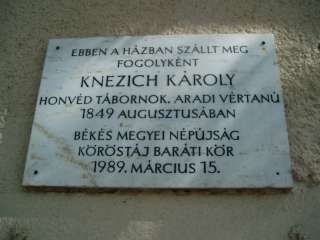 EBBEN A HÁZBAN SZÁLLT MEG
FOGOLYKÉNT
KNEZICH KÁROLY
HONVÉD TÁBORNOK, ARADI VÉRTANÚ
1849 AUGUSZTUSÁBAN
BÉKÉS MEGYEI NÉPÚJSÁG
KÖRÖSTÁJ BARÁTI KÖR
1989. MÁRCIUS 15.